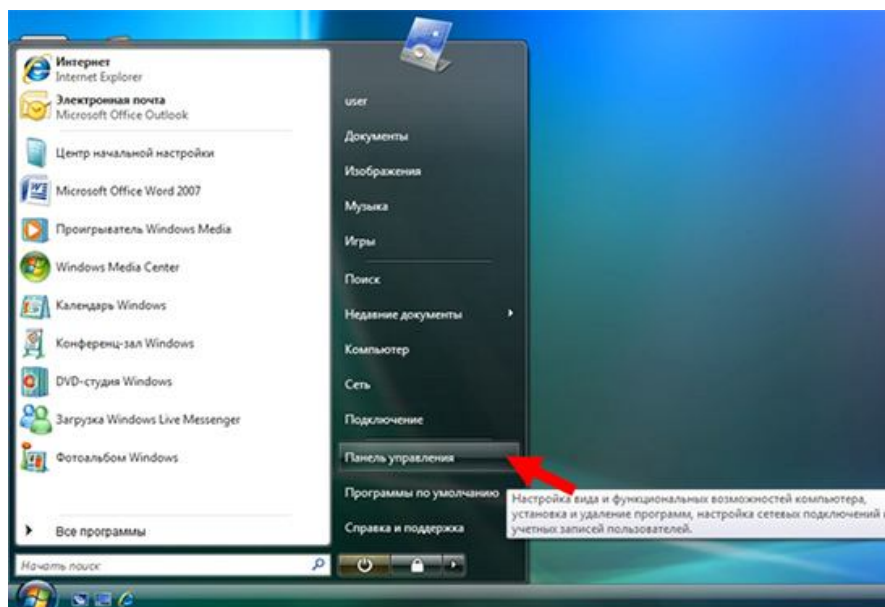 Интернет
Internet Explorer
Электронная почта
Microsoft Office Outlook
Центр начальной настройки
Microsoft Office Word 2007
Проигрыватель Windows Media
Windows Media Center
Календарь Windows
Конференц-зал Windows
DVD-студия Windows
Загрузка Windows Live Messenger
Фотоальбом Windows
Все программы
Начать поиск
user
Документы
Изображения
Музыка
Игры
Поиск
Недавние документы
Компьютер
Сеть
Подключение
Панель управления
Программы по умолчанию
Справка и поддержка
Настройка вида и функциональных возможностей компьютера,
установка и удаление программ, настройка сетевых подключений и
учетных записей пользователей.